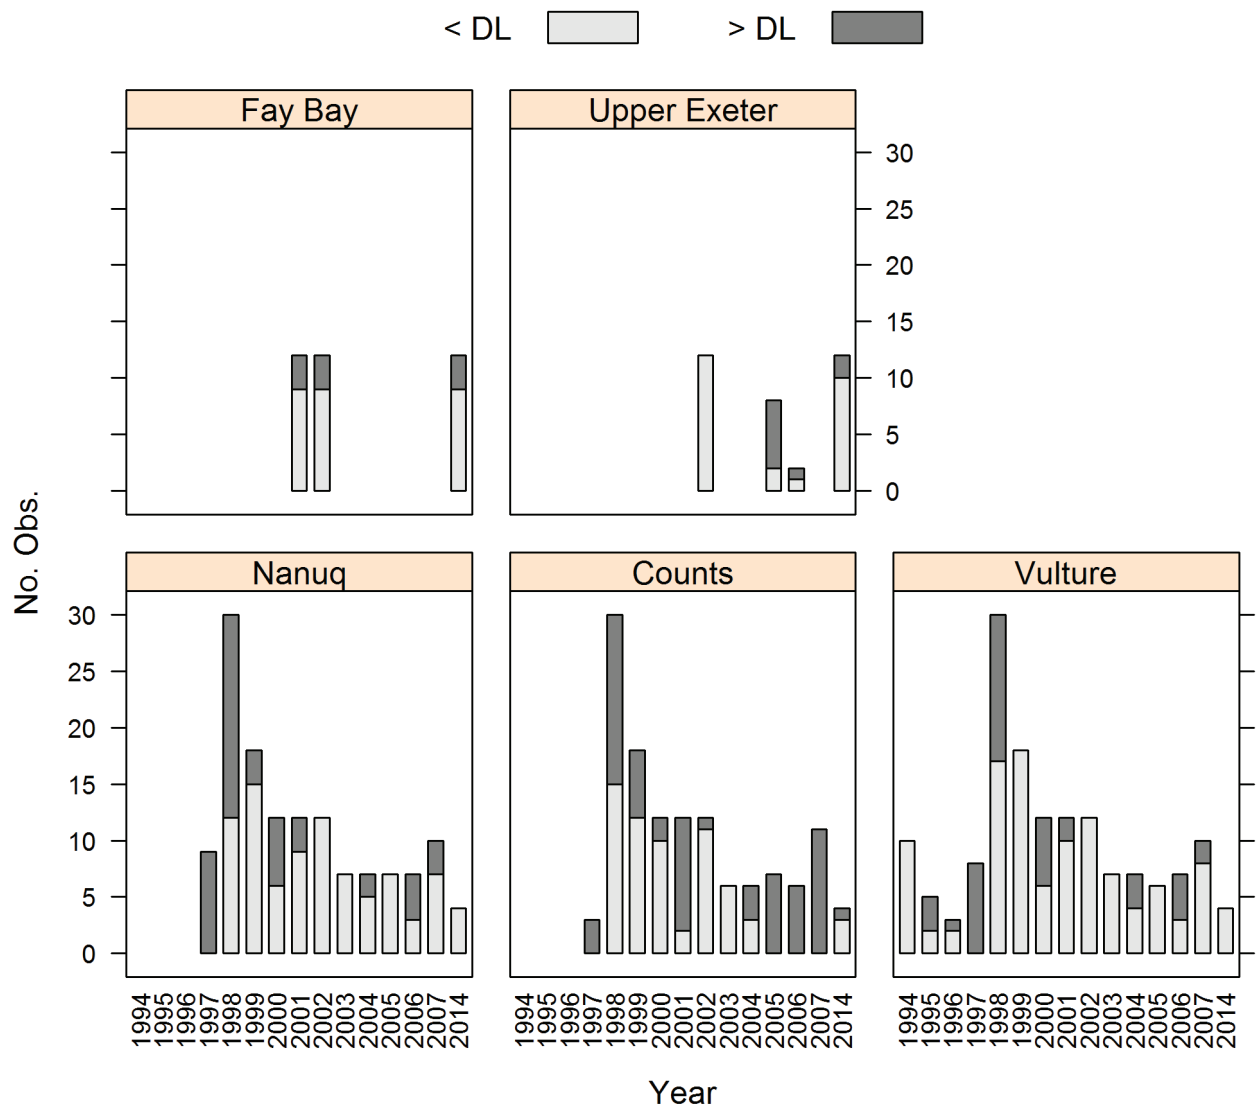 < DL > DL
Fay Bay Upper Exeter
30
25
20
15
10
5
0
No. Obs.
Nanuq Counts Vulture
30
25
20
15
10
5
0
1994 1995 1996 1997 1998 1999 2000 2001 2002 2003 2004 2005 2006 2007 2014 1994 1995 1996 1997 1998 1999 2000 2001 2002 2003 2004 2005 2006 2007 2014 1994 1995 1996 1997 1998 1999 2000 2001 2002 2003 2004 2005 2006 2007 2014
Year